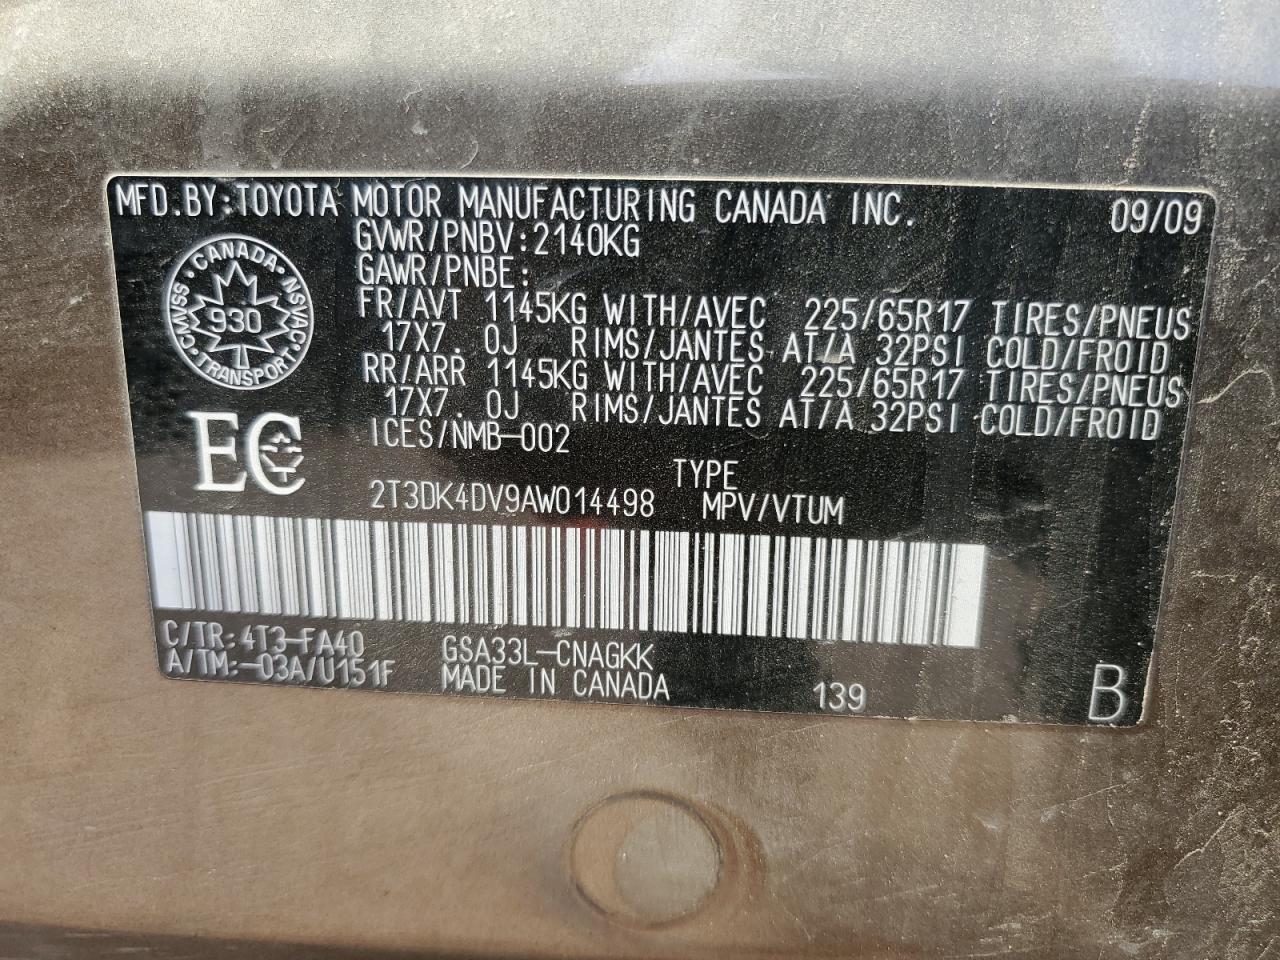 MFD.BY:TOYOTA MOTOR MANUFACTURING CANADA INC. 09/09
GVWR/PNBV:2140KG
GAWR/PNBE:
CANADA
CMVSS NSVAC
930
TRANSPORT
FR/AVT 1145KG WITH/AVEC 225/65R17 TIRES/PNEUS
17X7. 0J RIMS/JANTES AT/A 32PSI COLD/FROID
RR/ARR 1145KG WITH/AVEC 225/65R17 TIRES/PNEUS
17X7. 0J RIMS/JANTES AT/A 32PSI COLD/FROID
ICES/NMB-002
EC
TYPE
2T3DK4DV9AW014498 MPV/VTUM
C/TR:4T3-FA40 GSA33L-CNAGKK
A/TM:-03A/U151F MADE IN CANADA 139 B